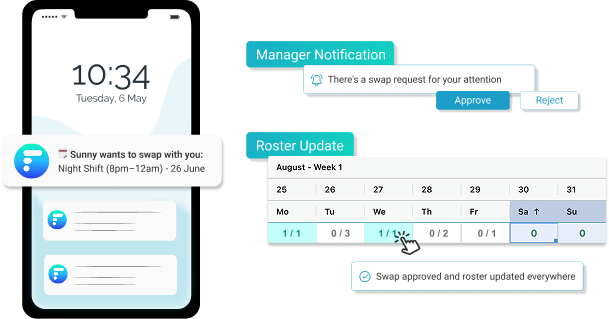 10:34
Tuesday, 6 May
Sunny wants to swap with you:
Night Shift (8pm–12am) - 26 June
Manager Notification
There's a swap request for your attention
Approve
Reject
Roster Update
August - Week 1
25 26 27 28 29 30 31
Mo Tu We Th Fr Sa ↑ Su
1 / 1 0 / 3 1 / 1 0 / 2 0 / 1 0 0
Swap approved and roster updated everywhere